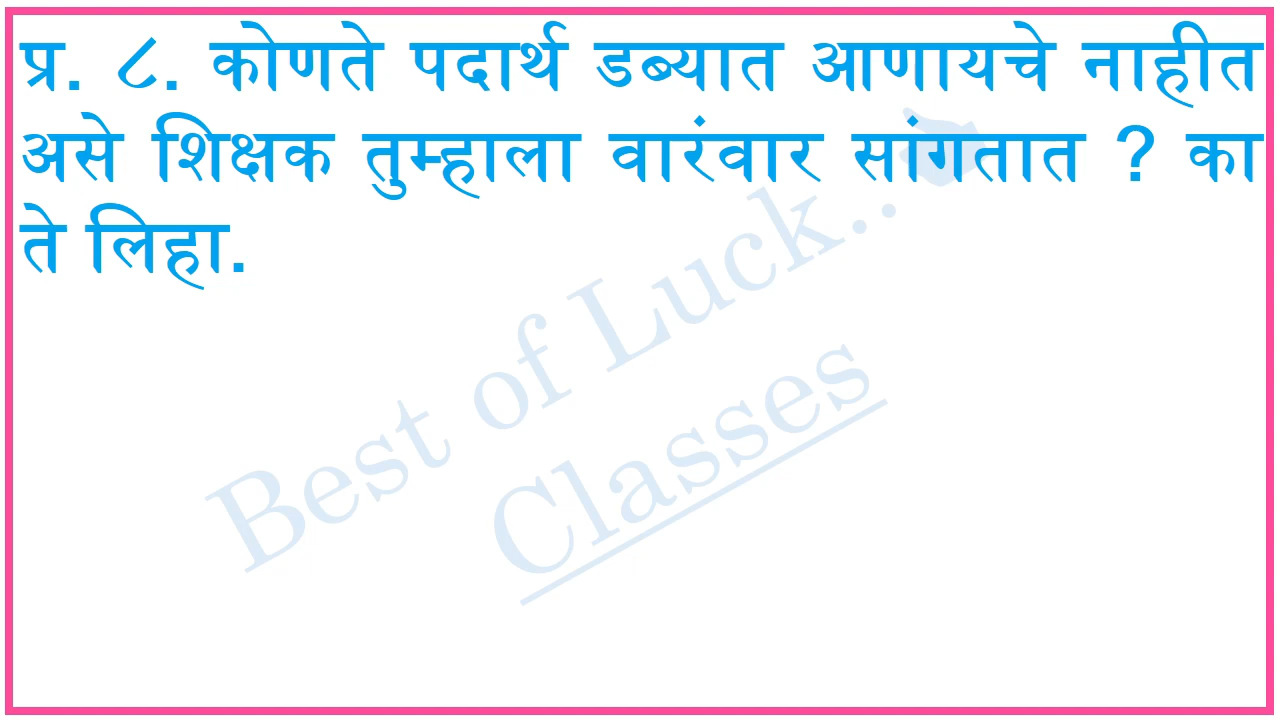 प्र. ८. कोणते पदार्थ डब्यात आणायचे नाहीत
असे शिक्षक तुम्हाला वारंवार सांगतात ? का
ते लिहा.
Best of Luck..
Classes